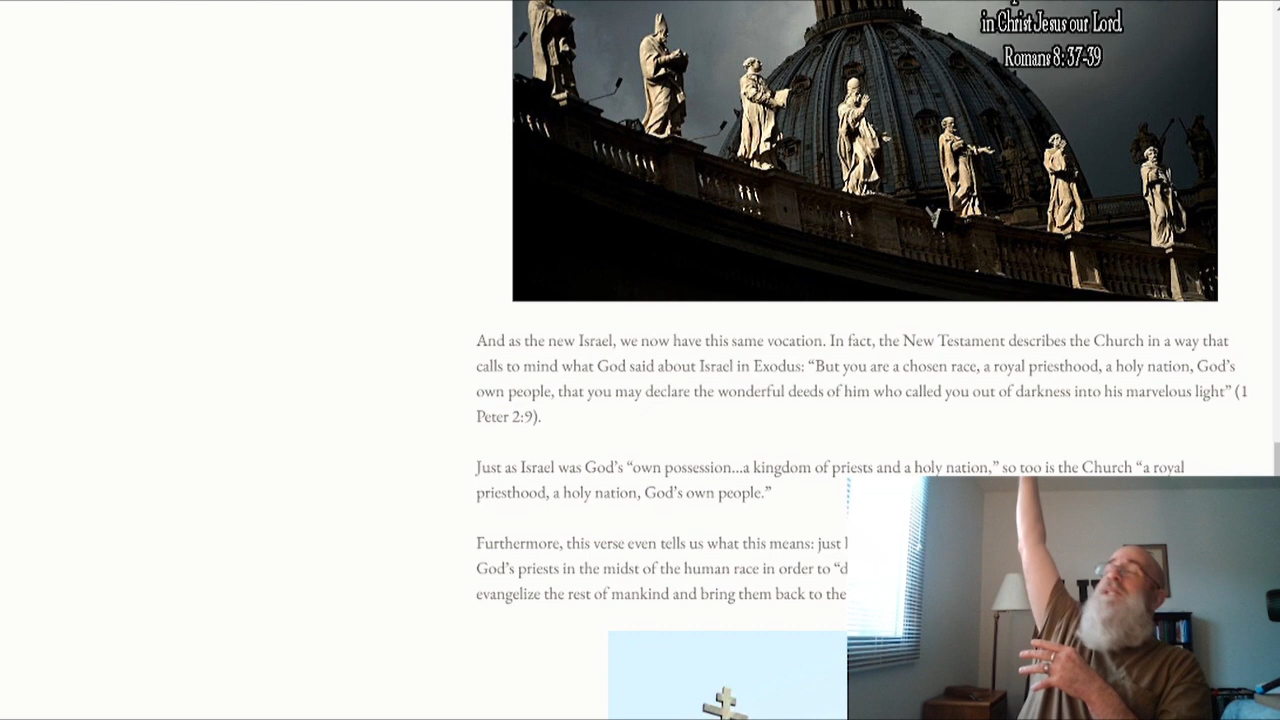 in Christ Jesus our Lord.
Romans 8: 37-39
And as the new Israel, we now have this same vocation. In fact, the New Testament describes the Church in a way that
calls to mind what God said about Israel in Exodus: “But you are a chosen race, a royal priesthood, a holy nation, God’s
own people, that you may declare the wonderful deeds of him who called you out of darkness into his marvelous light” (1
Peter 2:9).
Just as Israel was God’s “own possession…a kingdom of priests and a holy nation,” so too is the Church “a royal
priesthood, a holy nation, God’s own people.”
Furthermore, this verse even tells us what this means: just
God’s priests in the midst of the human race in order to “d
evangelize the rest of mankind and bring them back to the